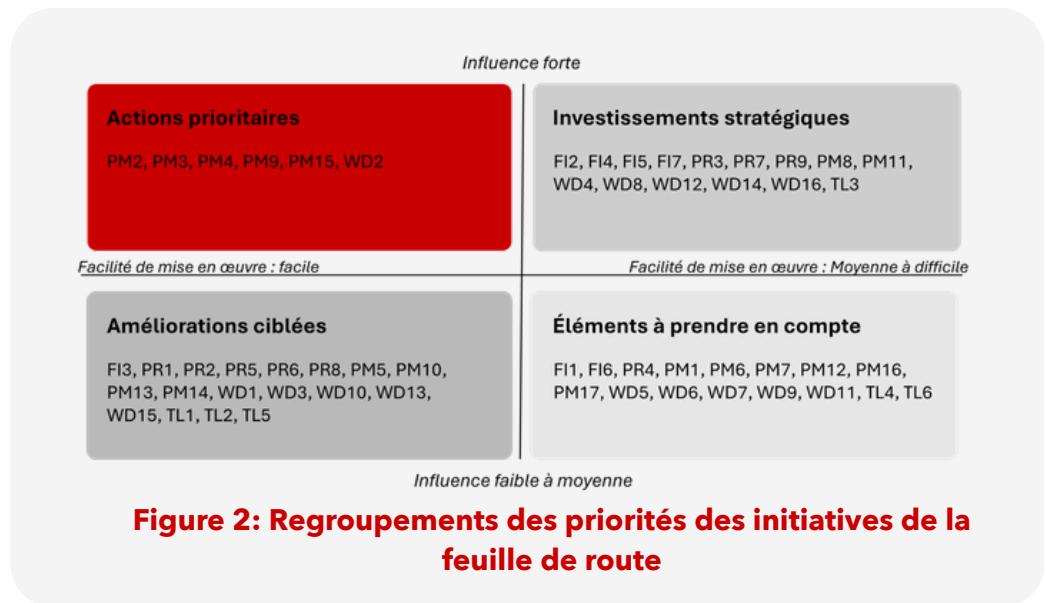 Influence forte
Actions prioritaires
PM2, PM3, PM4, PM9, PM15, WD2
Investissements stratégiques
FI2, FI4, FI5, FI7, PR3, PR7, PR9, PM8, PM11,
WD4, WD8, WD12, WD14, WD16, TL3
Facilité de mise en œuvre : facile
Facilité de mise en œuvre : Moyenne à difficile
Améliorations ciblées
FI3, PR1, PR2, PR5, PR6, PR8, PM5, PM10,
PM13, PM14, WD1, WD3, WD10, WD13,
WD15, TL1, TL2, TL5
Éléments à prendre en compte
FI1, FI6, PR4, PM1, PM6, PM7, PM12, PM16,
PM17, WD5, WD6, WD7, WD9, WD11, TL4, TL6
Influence faible à moyenne
Figure 2: Regroupements des priorités des initiatives de la
feuille de route